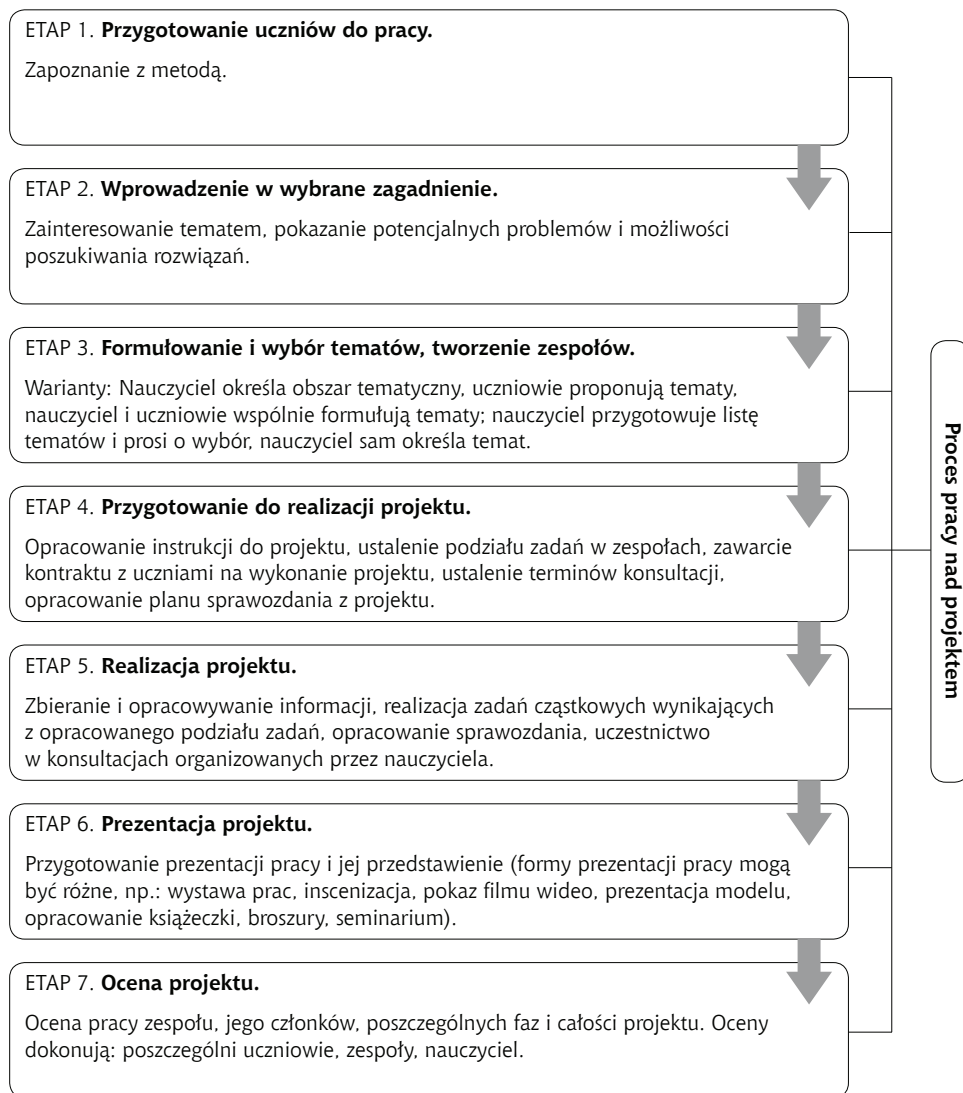 ETAP 1. Przygotowanie uczniów do pracy.
Zapoznanie z metodą.
ETAP 2. Wprowadzenie w wybrane zagadnienie.
Zainteresowanie tematem, pokazanie potencjalnych problemów i możliwości
poszukiwania rozwiązań.
ETAP 3. Formułowanie i wybór tematów, tworzenie zespołów.
Warianty: Nauczyciel określa obszar tematyczny, uczniowie proponują tematy,
nauczyciel i uczniowie wspólnie formułują tematy; nauczyciel przygotowuje listę
tematów i prosi o wybór, nauczyciel sam określa temat.
ETAP 4. Przygotowanie do realizacji projektu.
Opracowanie instrukcji do projektu, ustalenie podziału zadań w zespołach, zawarcie
kontraktu z uczniami na wykonanie projektu, ustalenie terminów konsultacji,
opracowanie planu sprawozdania z projektu.
ETAP 5. Realizacja projektu.
Zbieranie i opracowywanie informacji, realizacja zadań cząstkowych wynikających
z opracowanego podziału zadań, opracowanie sprawozdania, uczestnictwo
w konsultacjach organizowanych przez nauczyciela.
ETAP 6. Prezentacja projektu.
Przygotowanie prezentacji pracy i jej przedstawienie (formy prezentacji pracy mogą
być różne, np.: wystawa prac, inscenizacja, pokaz filmu wideo, prezentacja modelu,
opracowanie książeczki, broszury, seminarium).
ETAP 7. Ocena projektu.
Ocena pracy zespołu, jego członków, poszczególnych faz i całości projektu. Oceny
dokonują: poszczególni uczniowie, zespoły, nauczyciel.
Proces pracy nad projektem